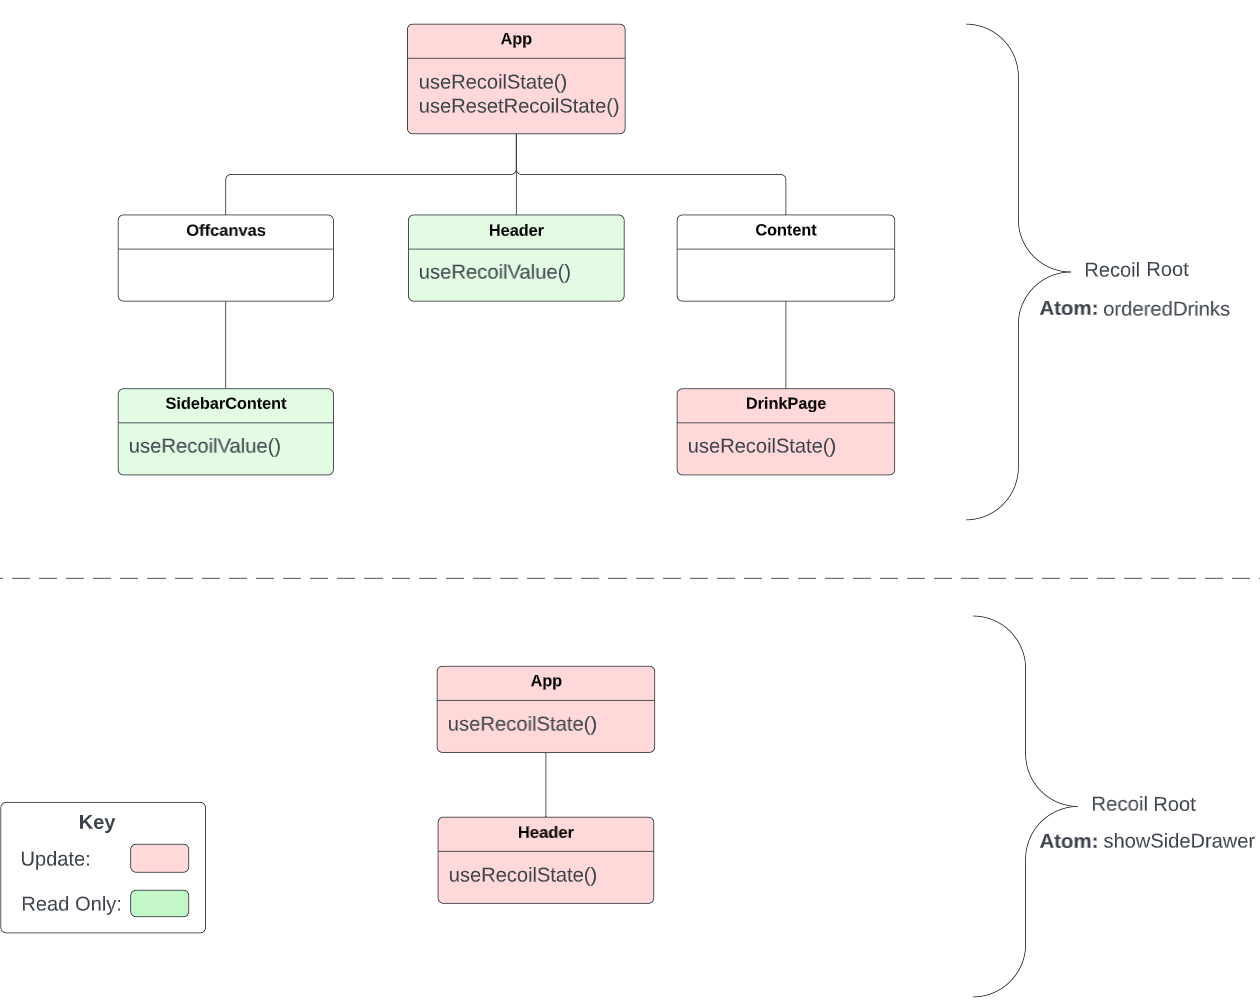 App
useRecoilState()
useResetRecoilState()
Offcanvas
Header
useRecoilValue()
Content
SidebarContent
useRecoilValue()
DrinkPage
useRecoilState()
Recoil Root
Atom: orderedDrinks
App
useRecoilState()
Header
useRecoilState()
Recoil Root
Atom: showSideDrawer
Key
Update:
Read Only: